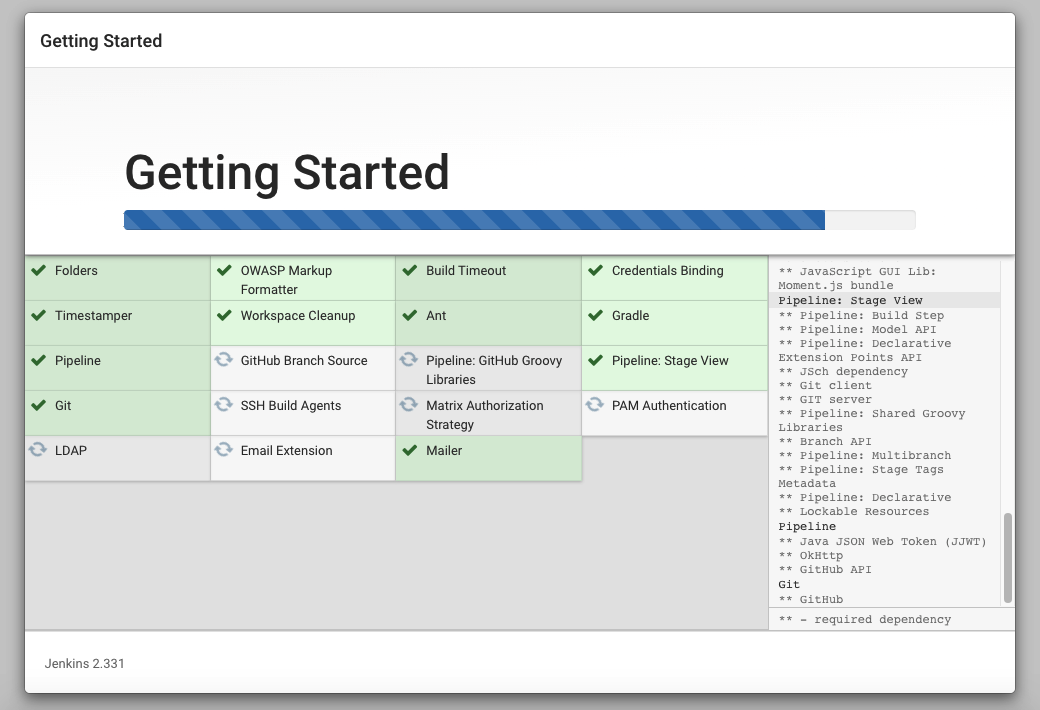 Getting Started
Getting Started
Folders
OWASP Markup
Formatter
Build Timeout
Credentials Binding
Timestamper
Workspace Cleanup
Ant
Gradle
Pipeline
GitHub Branch Source
Pipeline: GitHub Groovy
Libraries
Pipeline: Stage View
Git
SSH Build Agents
Matrix Authorization
Strategy
PAM Authentication
LDAP
Email Extension
Mailer
** JavaScript GUI Lib:
Moment.js bundle
Pipeline: Stage View
** Pipeline: Build Step
** Pipeline: Model API
** Pipeline: Declarative
Extension Points API
** JSch dependency
** Git client
** GIT server
** Pipeline: Shared Groovy
Libraries
** Branch API
** Pipeline: Multibranch
** Pipeline: Stage Tags
Metadata
** Pipeline: Declarative
** Lockable Resources
Pipeline
** Java JSON Web Token (JJWT)
** OkHttp
** GitHub API
Git
** GitHub
** - required dependency
Jenkins 2.331